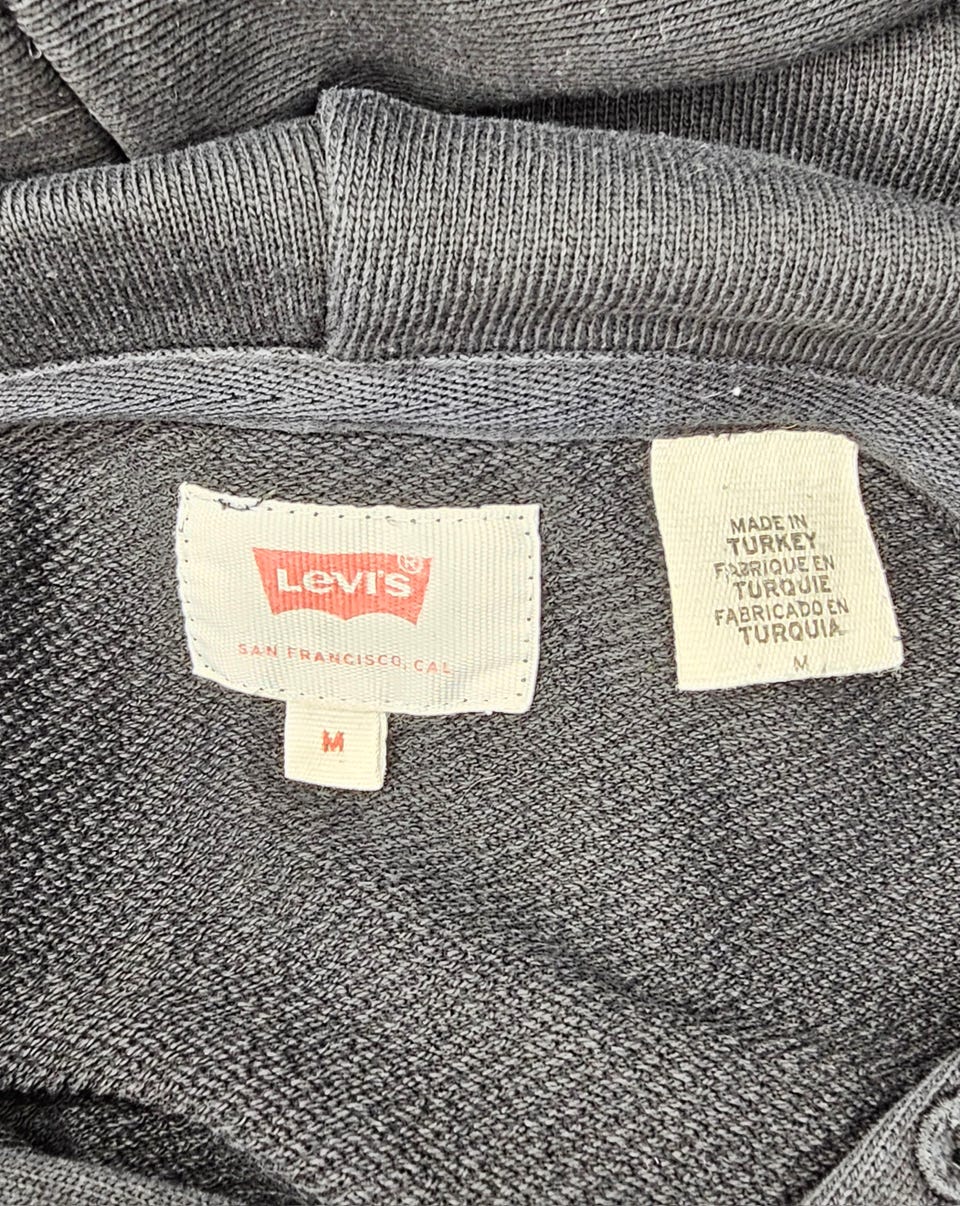 LEVI'S®
SAN FRANCISCO, CAL
M
MADE IN
TURKEY
FABRIQUE EN
TURQUIE
FABRICADO EN
TURQUIA
M